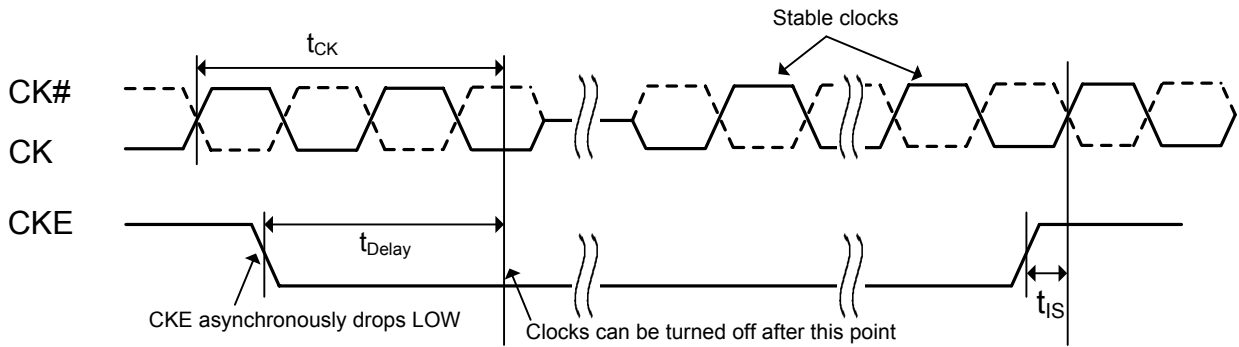 Stable clocks
tCK
CK#
CK
CKE
tDelay
tIS
CKE asynchronously drops LOW
Clocks can be turned off after this point